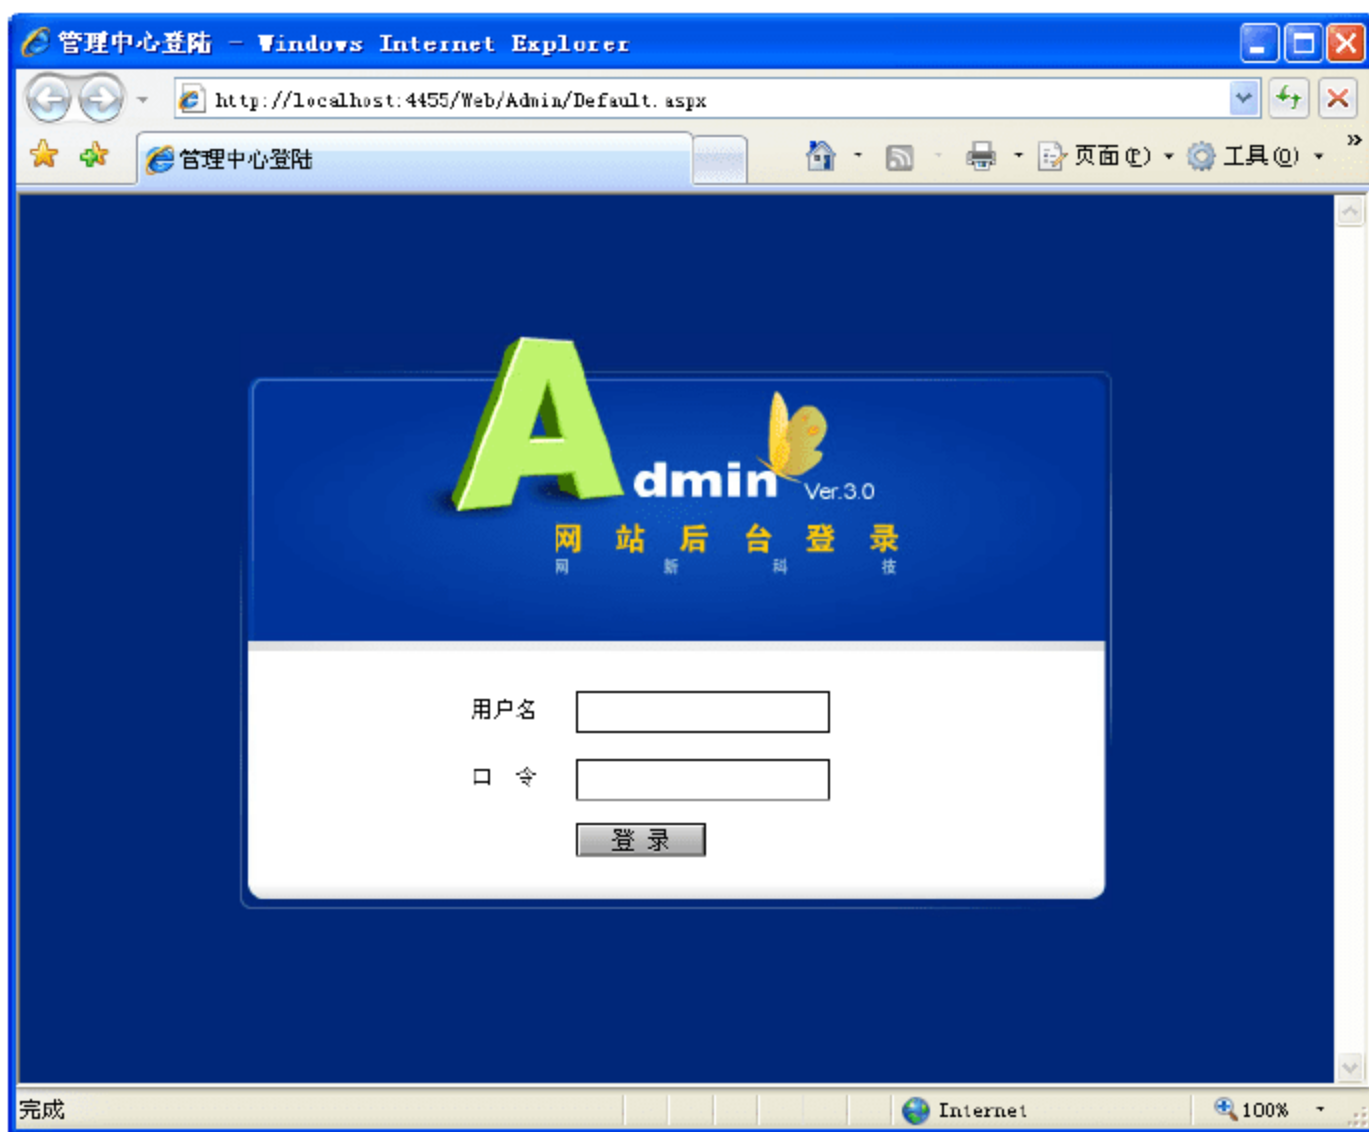 管理中心登陆 - Windows Internet Explorer
http://localhost:4455/Web/Admin/Default.aspx
管理中心登陆
页面(P)
工具(O)
»
Admin Ver.3.0
网站后台登录
网新科技
用户名
口 令
登 录
完成
Internet
100%